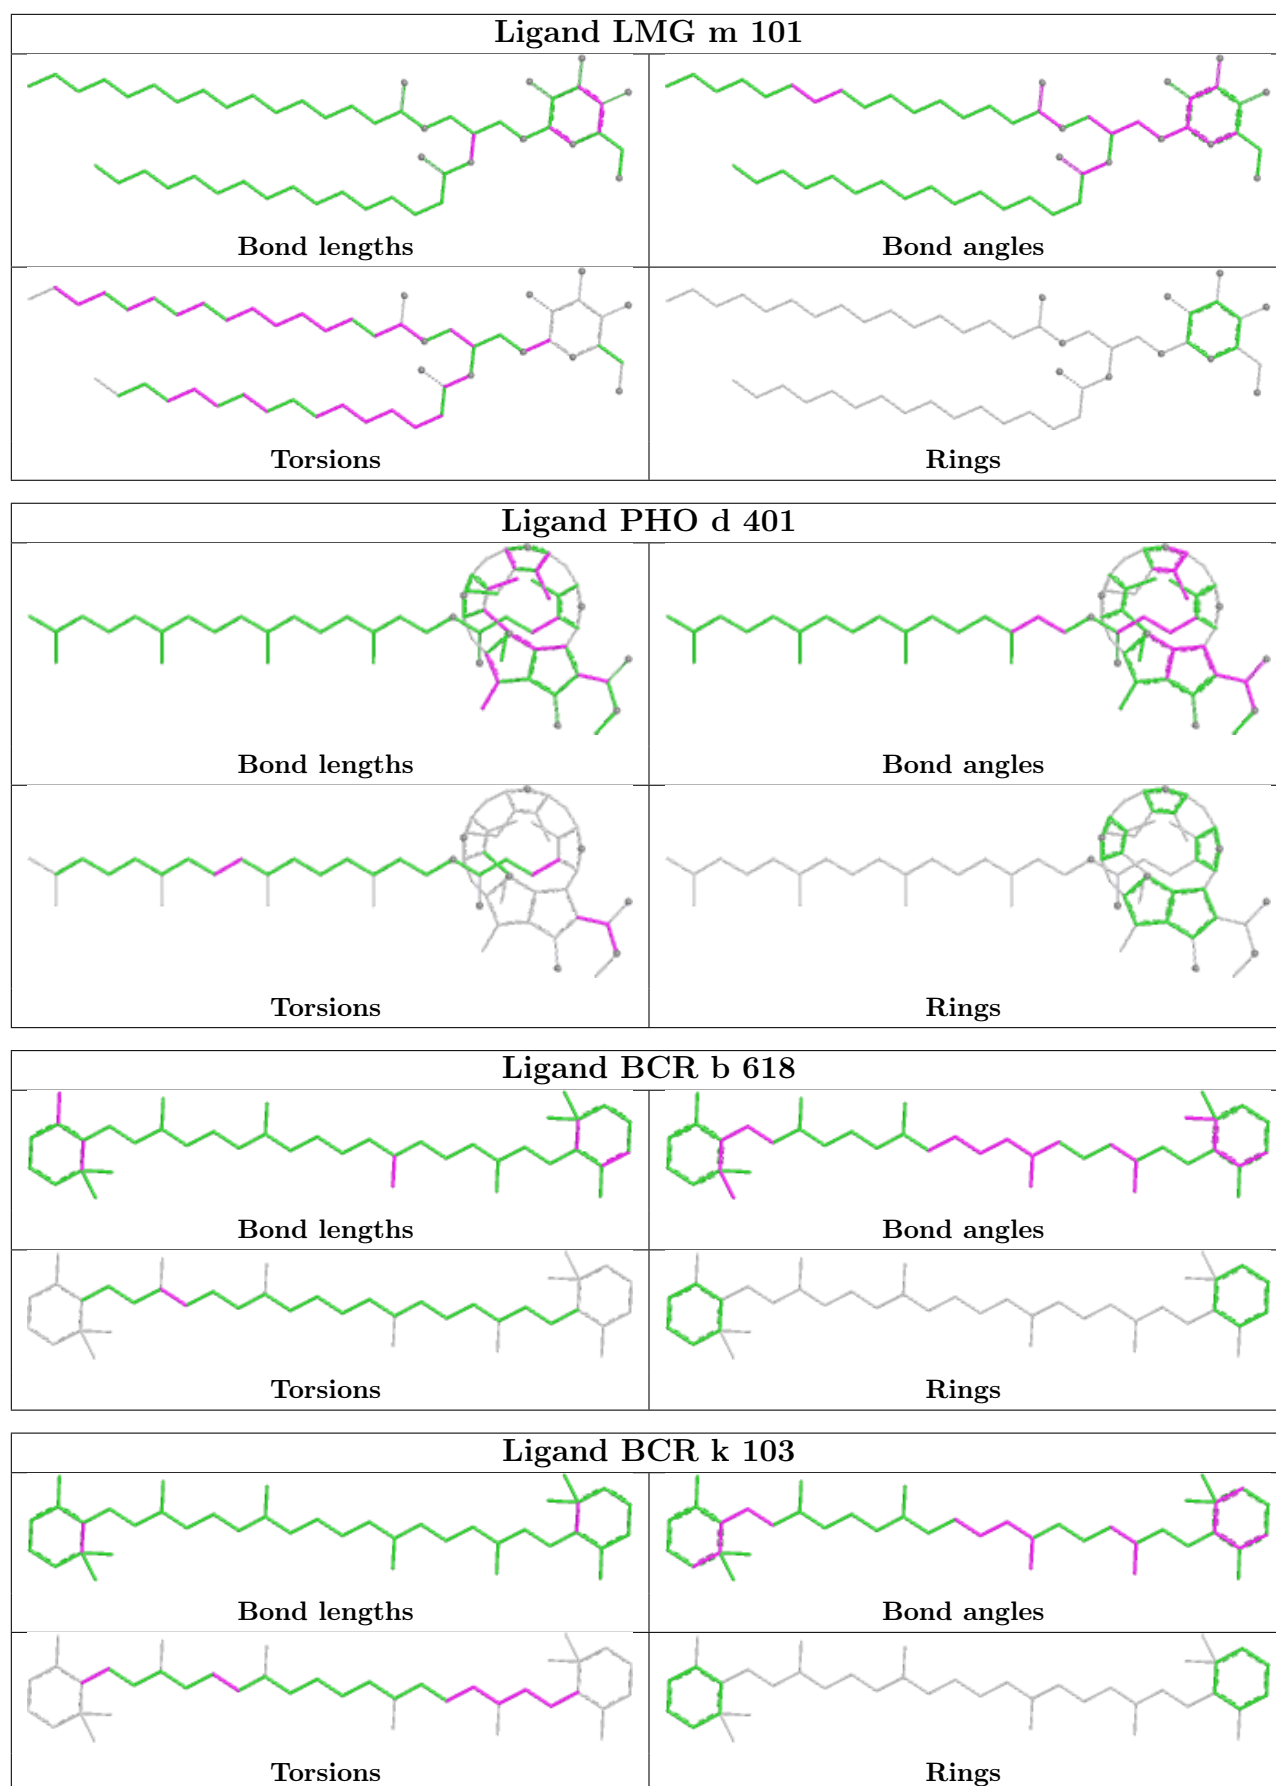 Ligand LMG m 101
Bond lengths Bond angles
Torsions Rings
Ligand PHO d 401
Bond lengths Bond angles
Torsions Rings
Ligand BCR b 618
Bond lengths Bond angles
Torsions Rings
Ligand BCR k 103
Bond lengths Bond angles
Torsions Rings